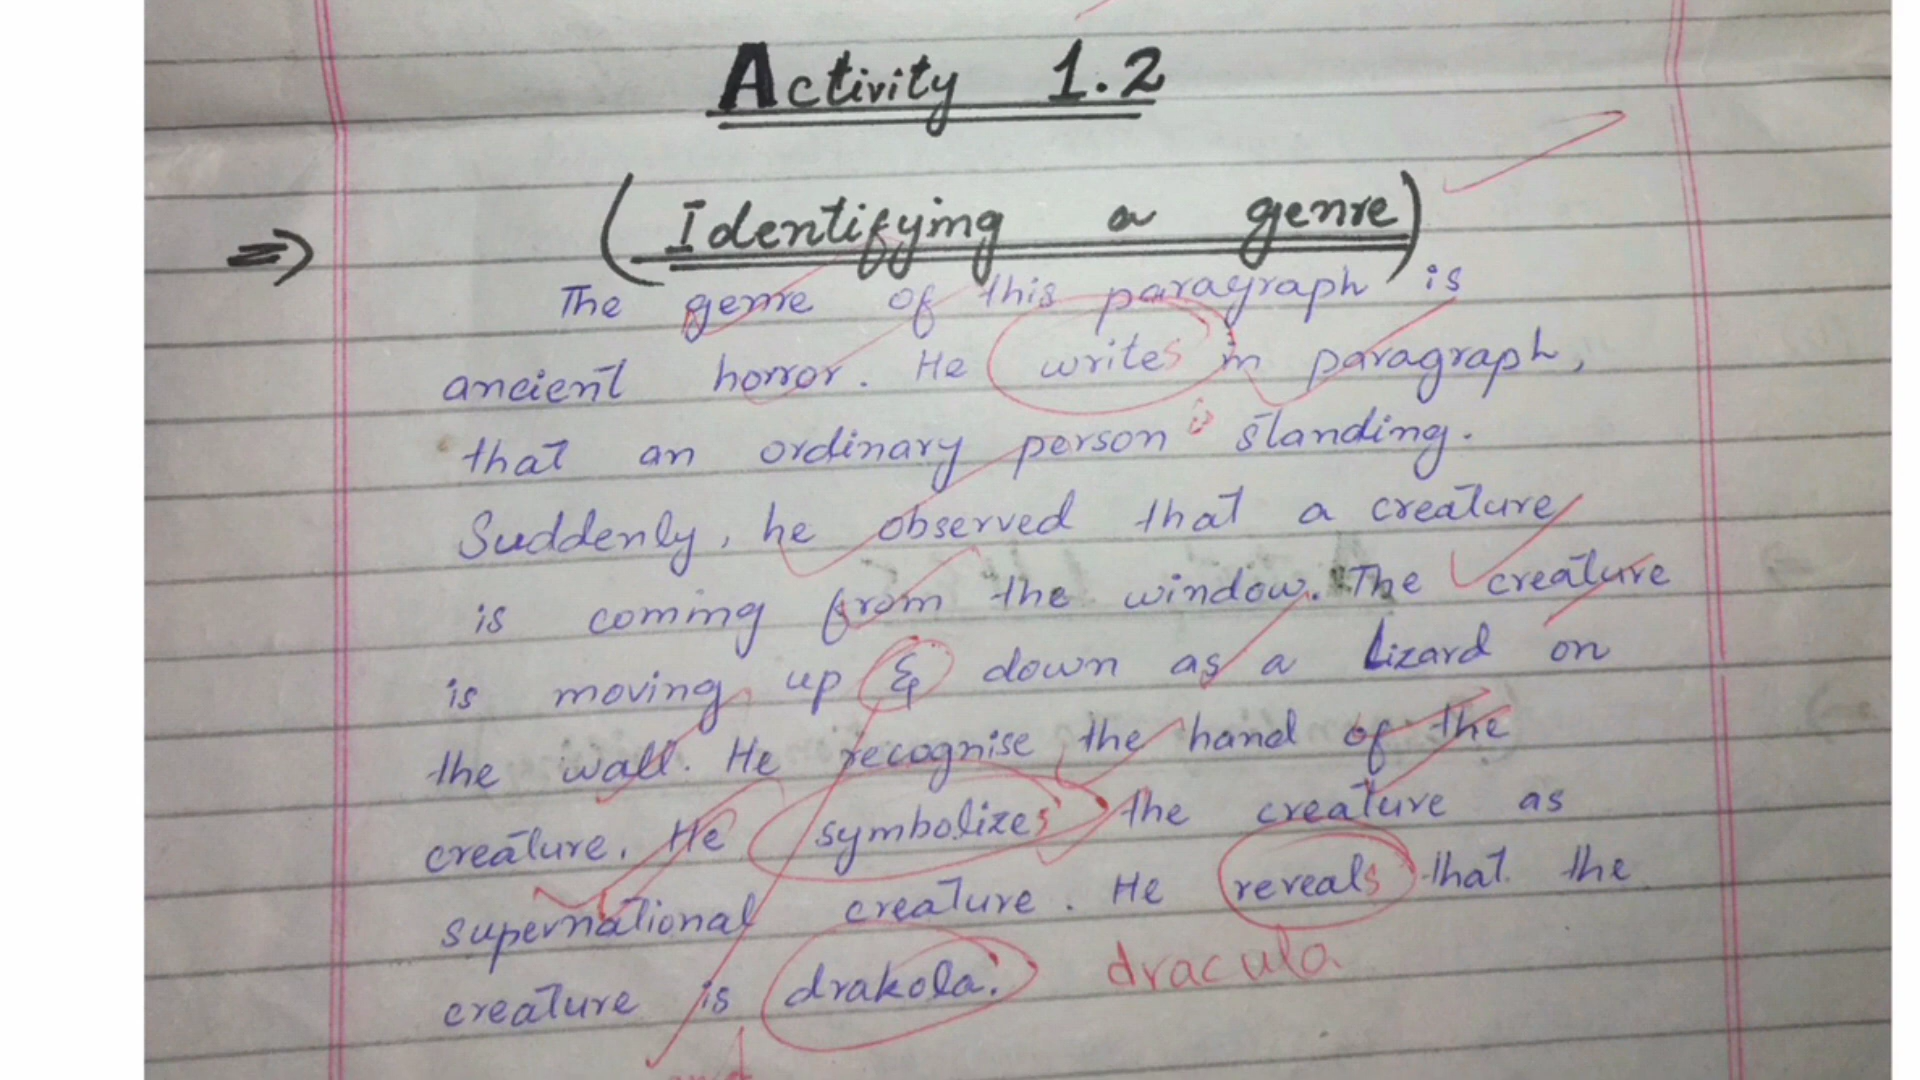 Activity 1.2
(Identifying a genre)
=>
The genre of this paragraph is
ancient horror. He writes in paragraph,
that an ordinary person is standing.
Suddenly, he observed that a creature
is coming from the window. The creature
is moving up & down as a Lizard on
the wall. He recognise the hand of the
creature. He symbolizes the creature as
supernational creature. He reveals that the
creature is drakola. dracula
and